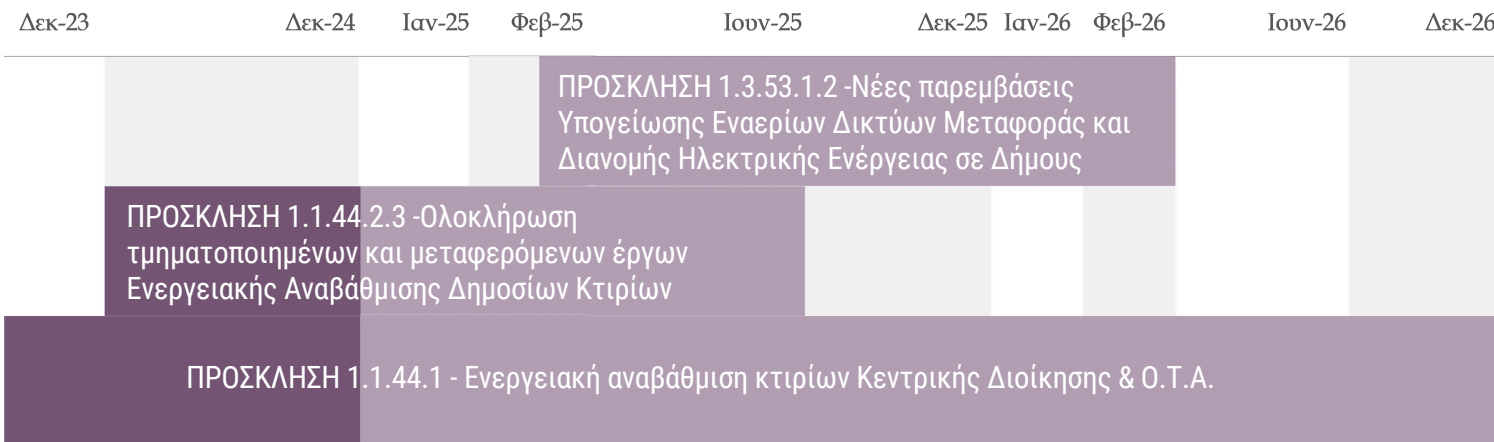 Δεκ-23 Δεκ-24 Ιαν-25 Φεβ-25 Ιουν-25 Δεκ-25 Ιαν-26 Φεβ-26 Ιουν-26 Δεκ-26
ΠΡΟΣΚΛΗΣΗ 1.3.53.1.2 -Νέες παρεμβάσεις
Υπογείωσης Εναερίων Δικτύων Μεταφοράς και
Διανομής Ηλεκτρικής Ενέργειας σε Δήμους
ΠΡΟΣΚΛΗΣΗ 1.1.44.2.3 -Ολοκλήρωση
τμηματοποιημένων και μεταφερόμενων έργων
Ενεργειακής Αναβάθμισης Δημοσίων Κτιρίων
ΠΡΟΣΚΛΗΣΗ 1.1.44.1 - Ενεργειακή αναβάθμιση κτιρίων Κεντρικής Διοίκησης & Ο.Τ.Α.